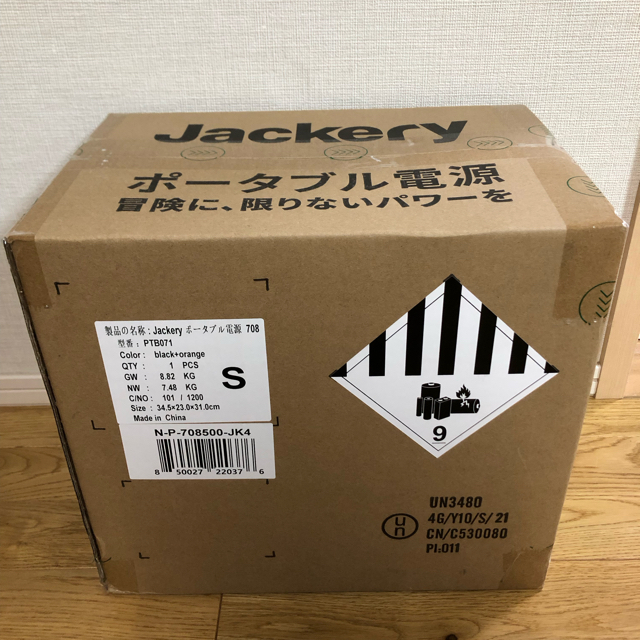 Jackery
ポータブル電源
冒険に、限りないパワーを
製品の名称：Jackery ポータブル電源 708
型番：PTB071
Color： black+orange
QTY ： 1 PCS
GW ： 8.82 KG
NW ： 7.48 KG
C/NO： 101 / 1200
Size ：34.5×23.0×31.0cm
Made in China
S
N-P-708500-JK4
8 50027 22037 6
9
UN3480
un
4G/Y10/S/21
CN/C530080
PI:011